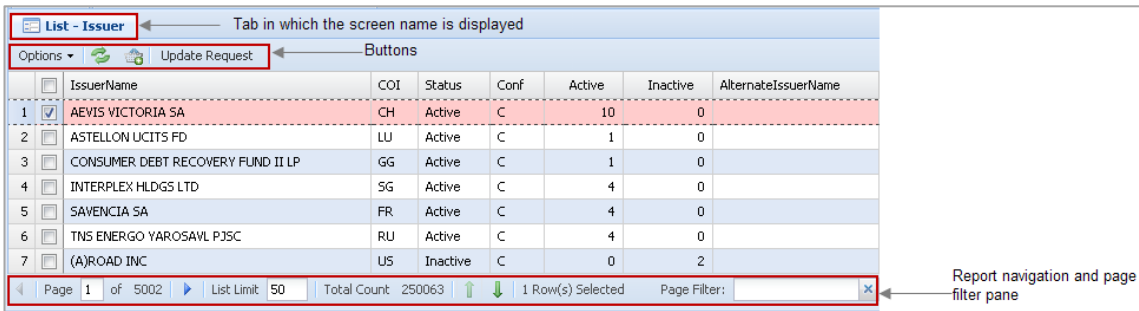 List - Issuer Tab in which the screen name is displayed
Options Update Request Buttons
IssuerName COI Status Conf Active Inactive AlternateIssuerName
1 AEVIS VICTORIA SA CH Active C 10 0
2 ASTELLON UCITS FD LU Active C 1 0
3 CONSUMER DEBT RECOVERY FUND II LP GG Active C 1 0
4 INTERPLEX HLDGS LTD SG Active C 4 0
5 SAVENCIA SA FR Active C 4 0
6 TNS ENERGO YAROSAVL PJSC RU Active C 4 0
7 (A)ROAD INC US Inactive C 0 2
Page 1 of 5002 List Limit 50 Total Count 250063 1 Row(s) Selected Page Filter:
Report navigation and page
filter pane